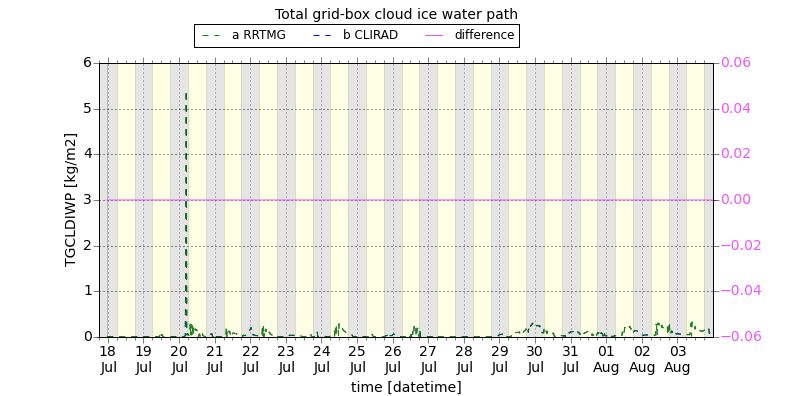 Total grid-box cloud ice water path
a RRTMG b CLIRAD difference
TGCLDIWP [kg/m2]
6
5
4
3
2
1
0
0.06
0.04
0.02
0.00
−0.02
−0.04
−0.06
18 19 20 21 22 23 24 25 26 27 28 29 30 31 01 02 03
Jul Jul Jul Jul Jul Jul Jul Jul Jul Jul Jul Jul Jul Jul Aug Aug Aug
time [datetime]